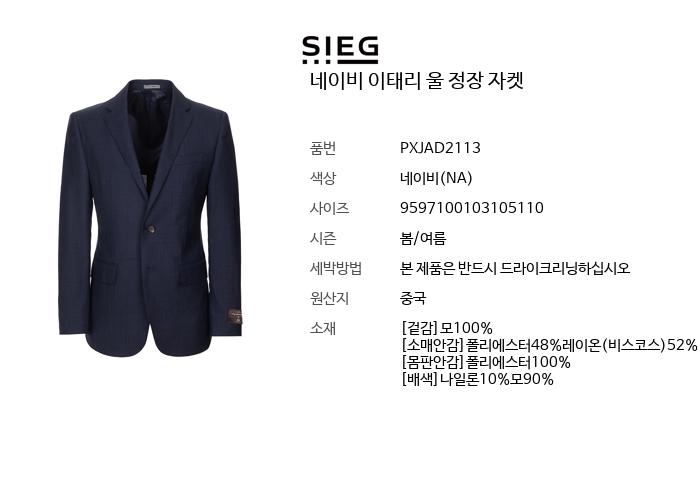 SIEG
네이비 이태리 울 정장 자켓
품번 PXJAD2113
색상 네이비(NA)
사이즈 9597100103105110
시즌 봄/여름
세박방법 본 제품은 반드시 드라이크리닝하십시오
원산지 중국
소재 [겉감]모100%
[소매안감]폴리에스터48%레이온(비스코스)52%
[몸판안감]폴리에스터100%
[배색]나일론10%모90%